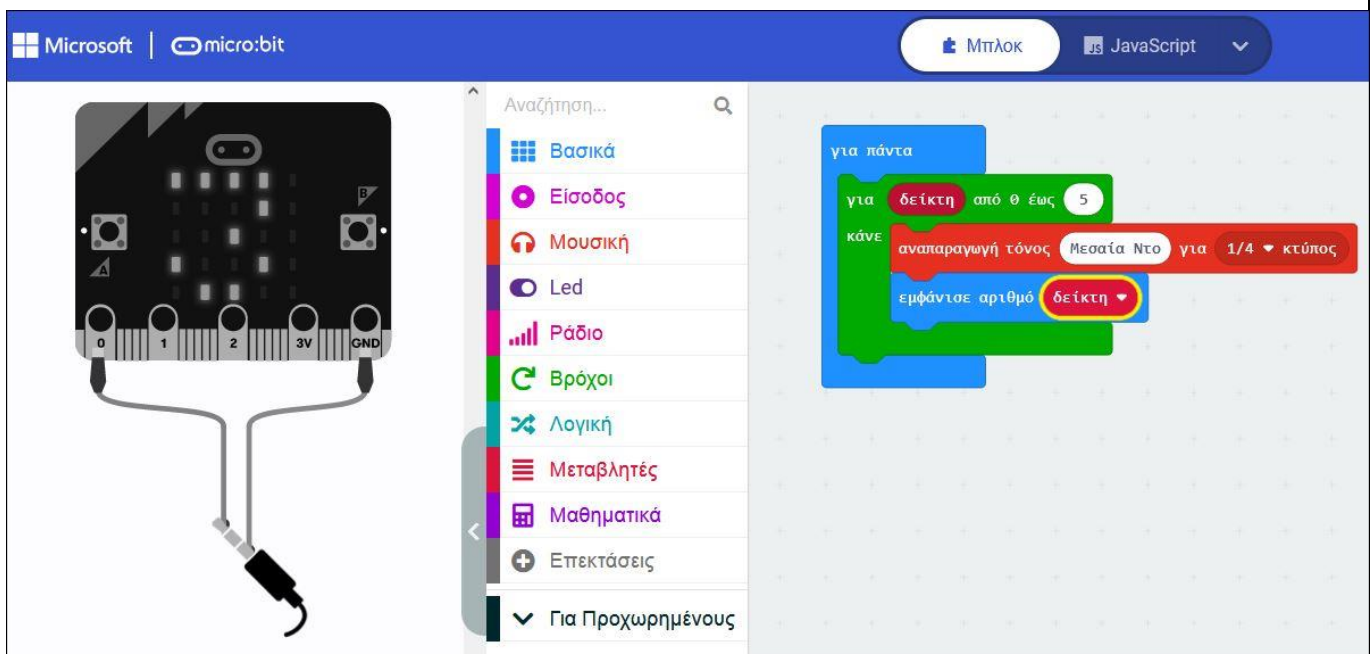 Microsoft micro:bit Μπλοκ JavaScript
B
A
0 1 2 3V GND
Αναζήτηση...
Βασικά
Είσοδος
Μουσική
Led
Ράδιο
Βρόχοι
Λογική
Μεταβλητές
Μαθηματικά
Επεκτάσεις
Για Προχωρημένους
για πάντα
για δείκτη από 0 έως 5
κάνε
αναπαραγωγή τόνος Μεσαία Ντο για 1/4 κτύπος
εμφάνισε αριθμό δείκτη